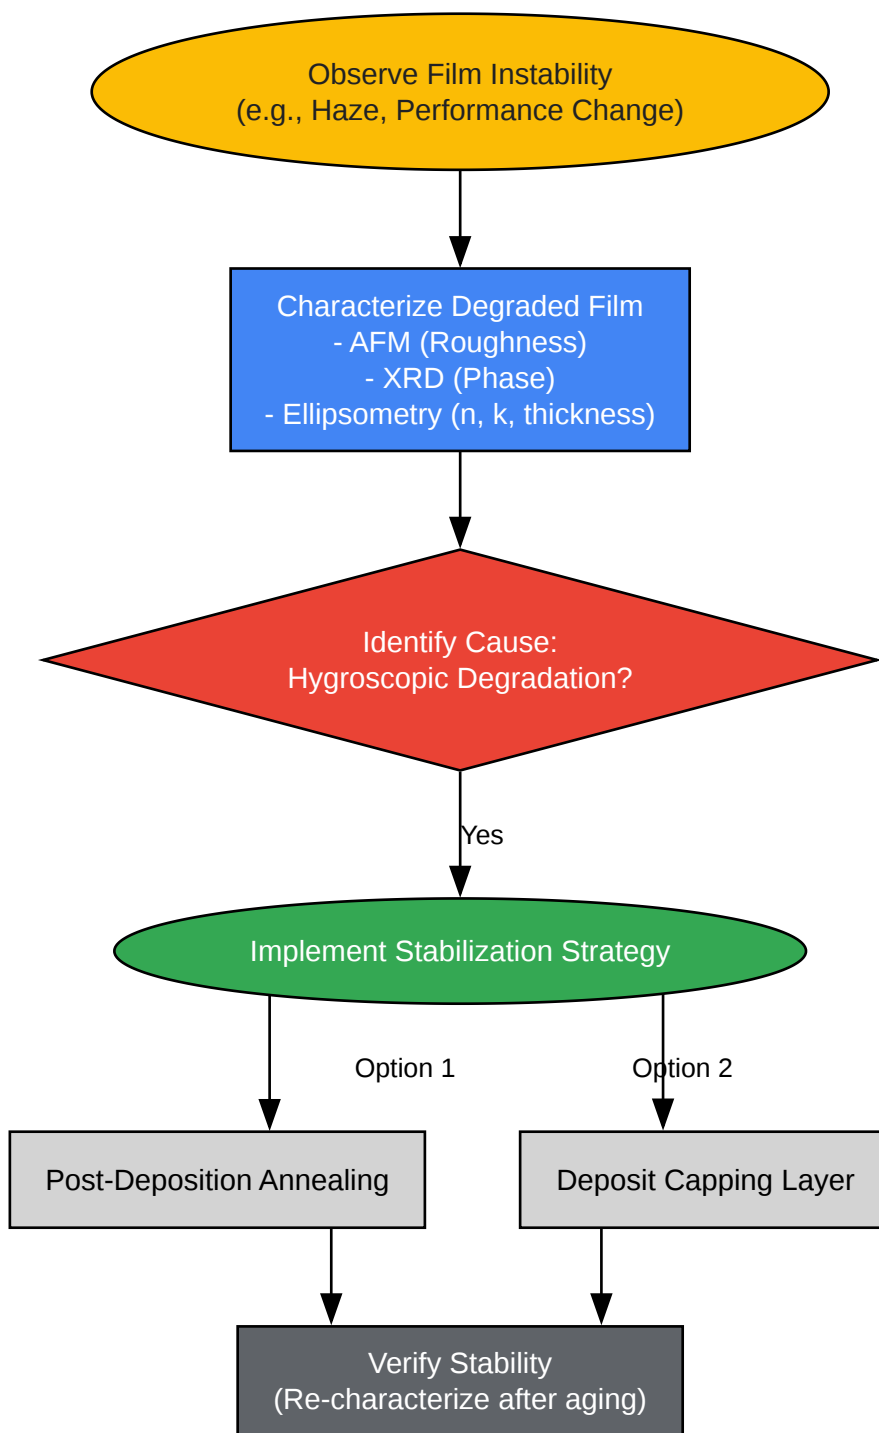 Observe Film Instability
(e.g., Haze, Performance Change)
Characterize Degraded Film
- AFM (Roughness)
- XRD (Phase)
- Ellipsometry (n, k, thickness)
Identify Cause:
Hygroscopic Degradation?
Yes
Implement Stabilization Strategy
Option 1
Option 2
Post-Deposition Annealing
Deposit Capping Layer
Verify Stability
(Re-characterize after aging)